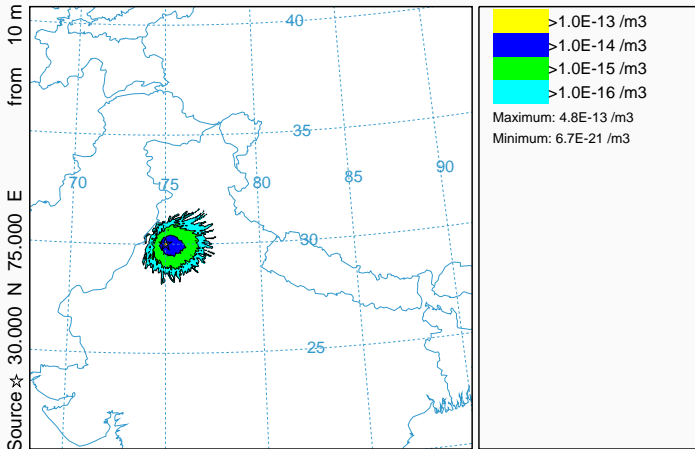 Source ☆ 30.000 N 75.000 E from 10 m
40
35
90
70
75
80
85
30
25
>1.0E-13 /m3
>1.0E-14 /m3
>1.0E-15 /m3
>1.0E-16 /m3
Maximum: 4.8E-13 /m3
Minimum: 6.7E-21 /m3